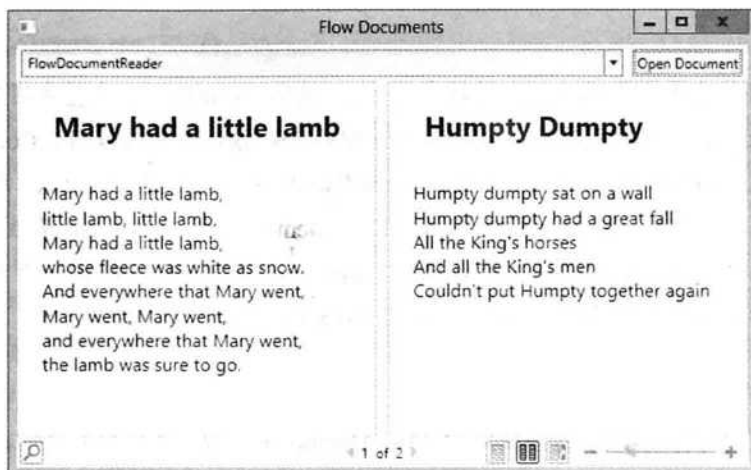 Flow Documents
FlowDocumentReader
Open Document
Mary had a little lamb
Mary had a little lamb,
little lamb, little lamb,
Mary had a little lamb,
whose fleece was white as snow.
And everywhere that Mary went,
Mary went, Mary went,
and everywhere that Mary went,
the lamb was sure to go.
Humpty Dumpty
Humpty dumpty sat on a wall
Humpty dumpty had a great fall
All the King's horses
And all the King's men
Couldn't put Humpty together again
1 of 2